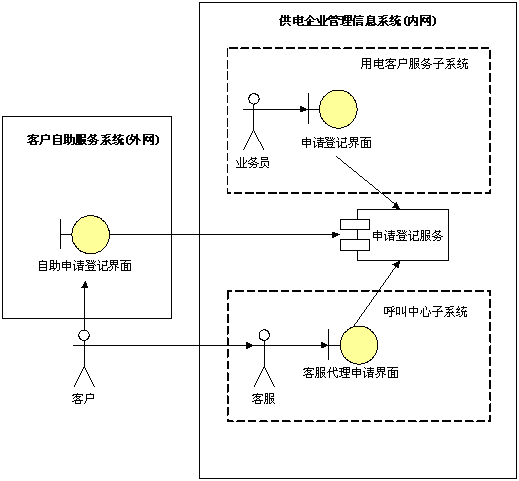 供电企业管理信息系统(内网)
用电客户服务子系统
业务员
申请登记界面
客户自助服务系统(外网)
自助申请登记界面
申请登记服务
呼叫中心子系统
客户
客服
客服代理申请界面